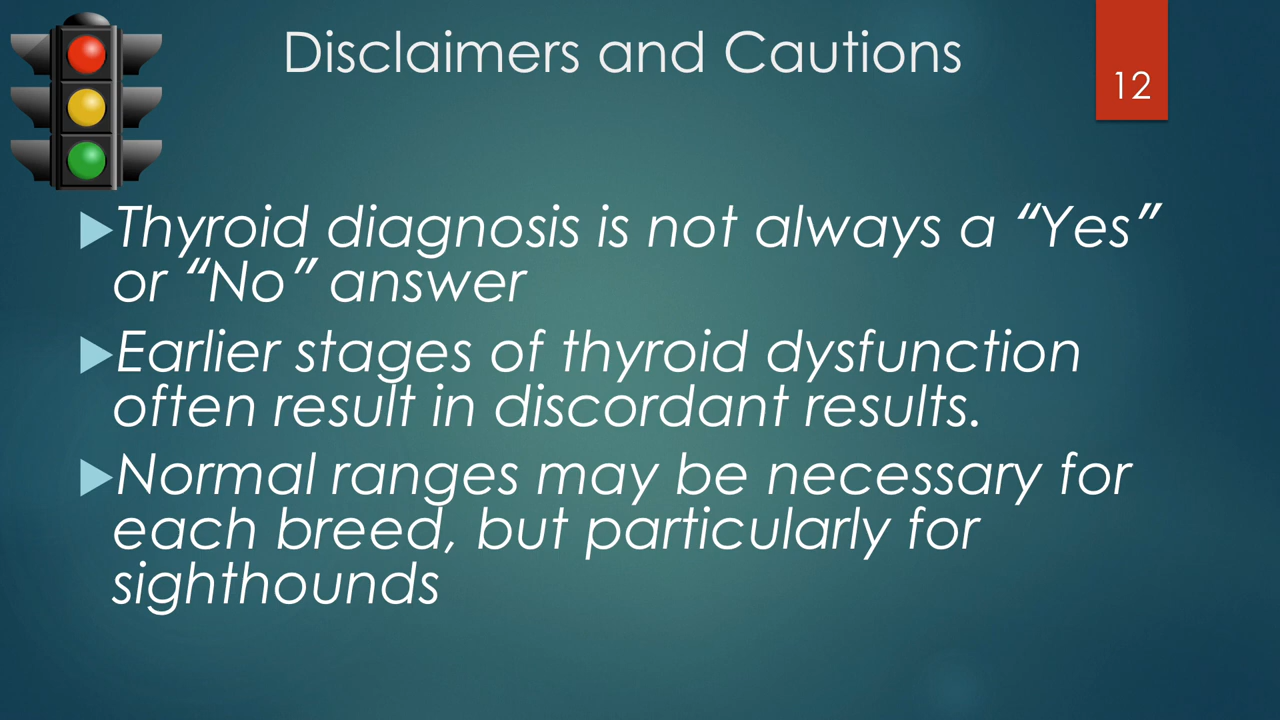 Disclaimers and Cautions
12
▶Thyroid diagnosis is not always a “Yes”
or “No” answer
▶Earlier stages of thyroid dysfunction
often result in discordant results.
▶Normal ranges may be necessary for
each breed, but particularly for
sighthounds